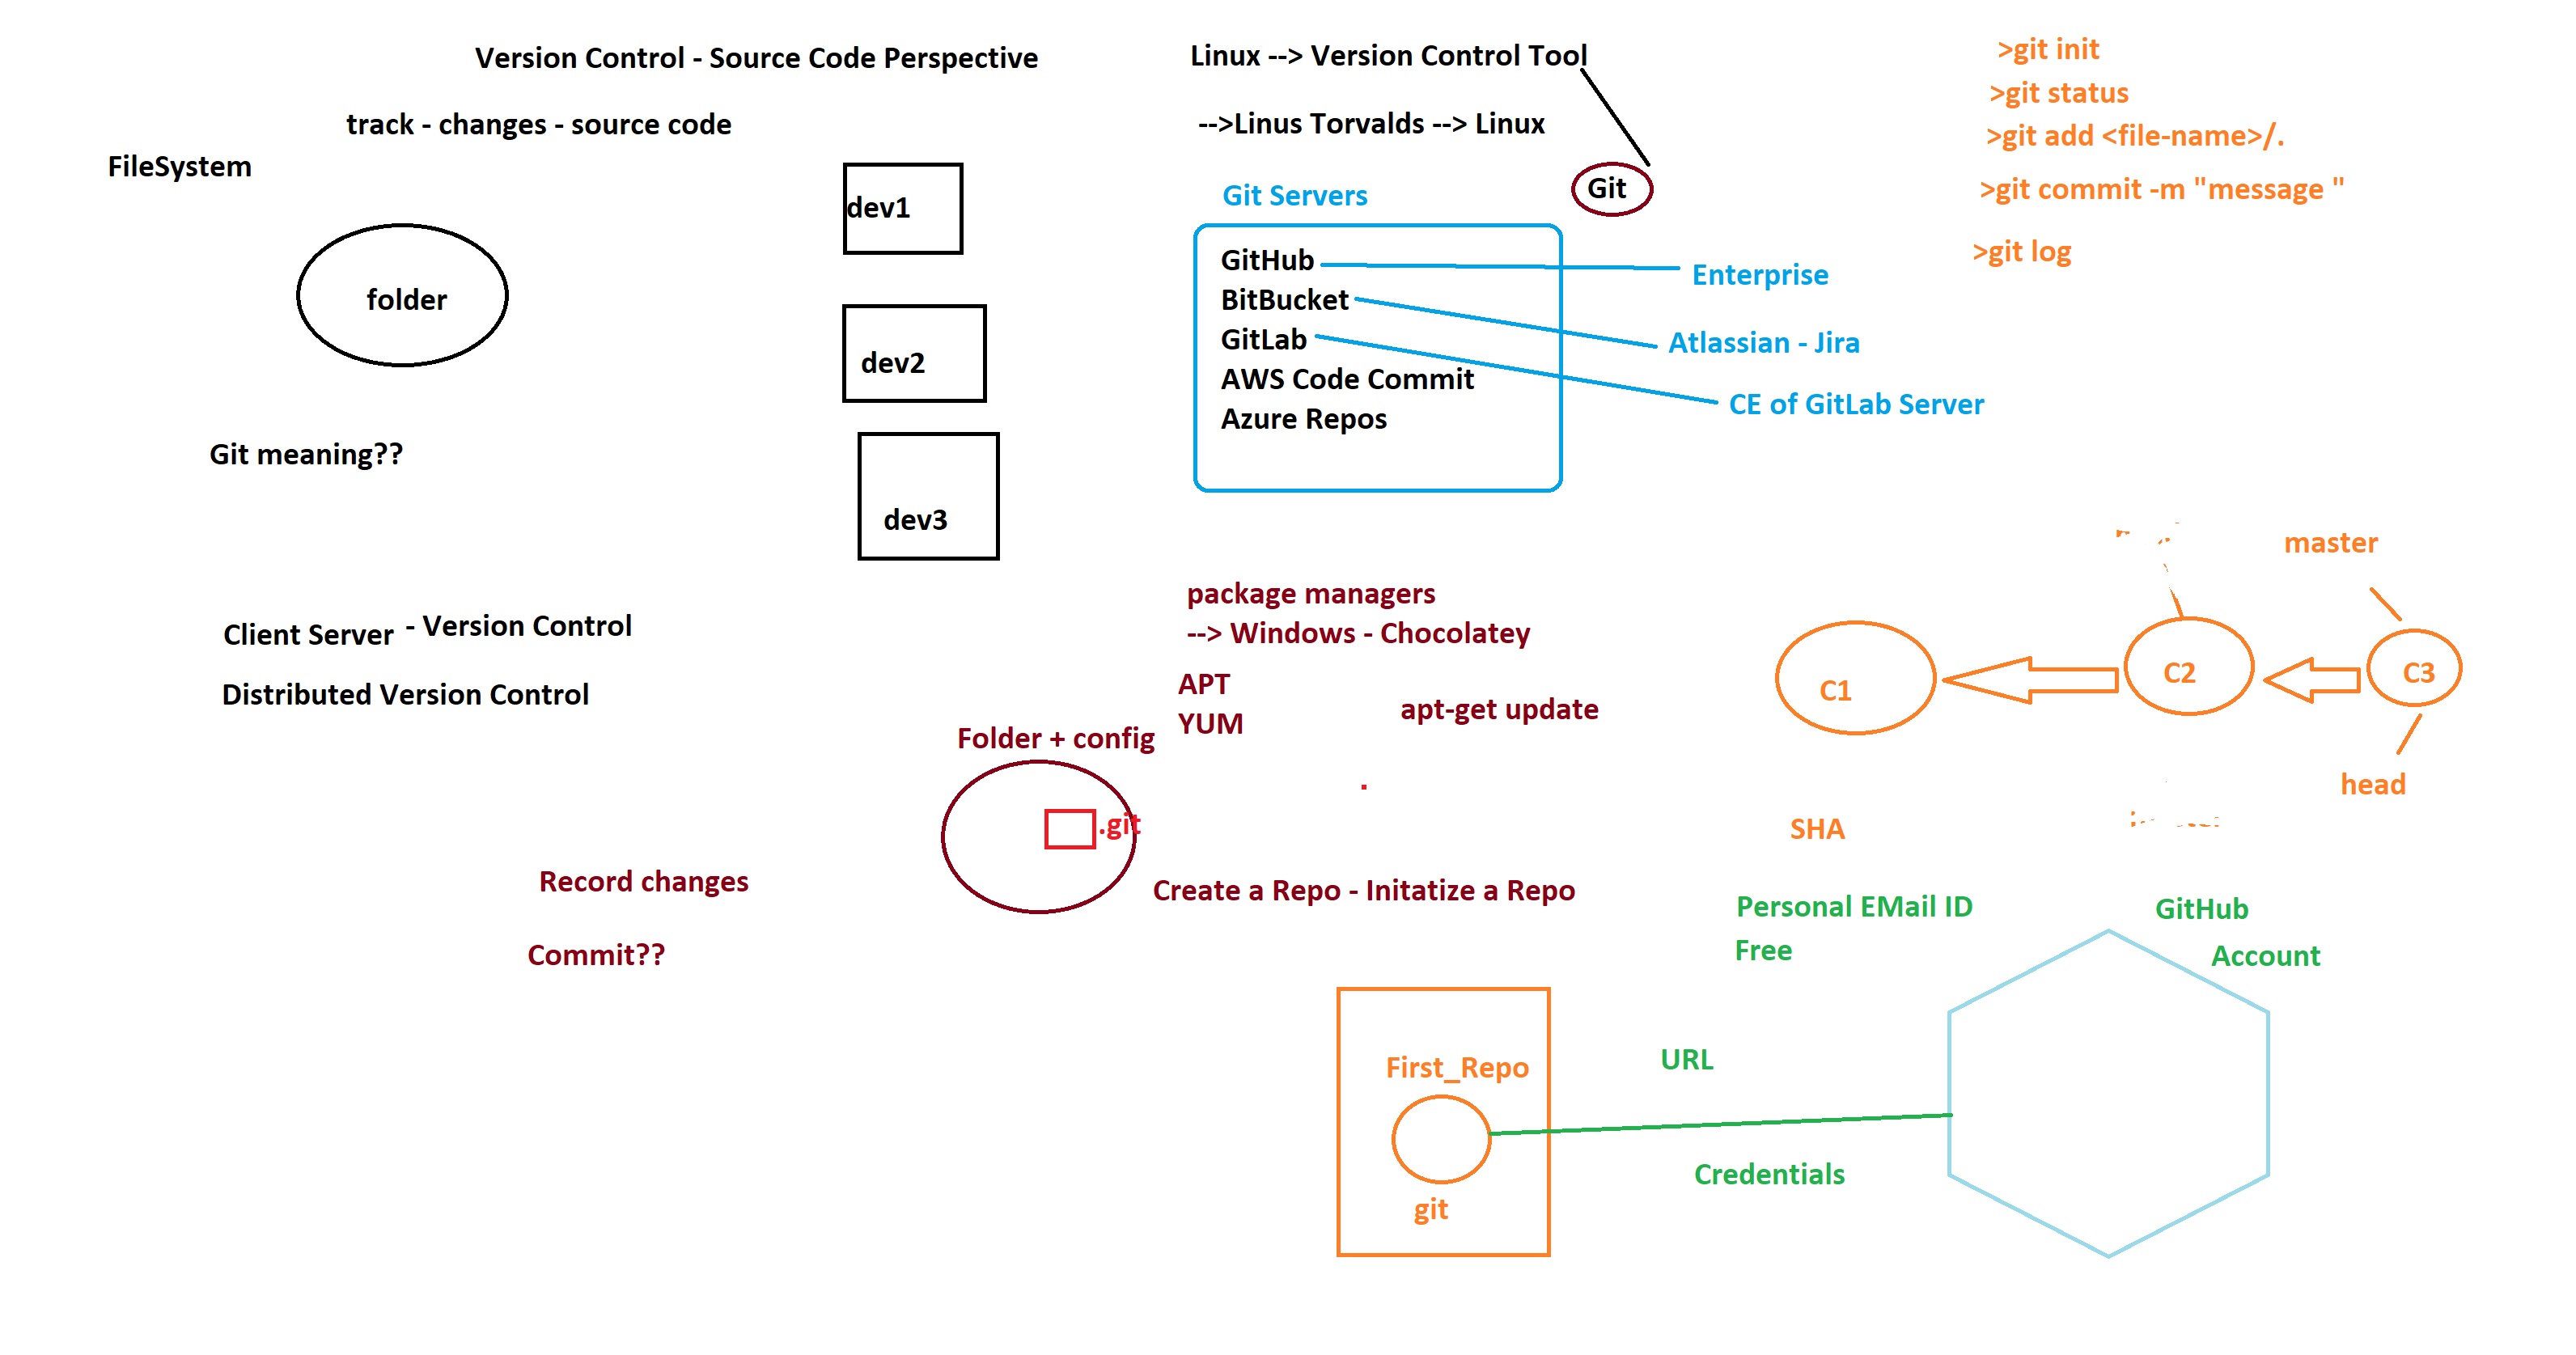 Version Control - Source Code Perspective
track - changes - source code
FileSystem
folder
dev1
dev2
dev3
Git meaning??
Client Server - Version Control
Distributed Version Control
Linux --> Version Control Tool
-->Linus Torvalds --> Linux
Git
Git Servers
GitHub
BitBucket
GitLab
AWS Code Commit
Azure Repos
Enterprise
Atlassian - Jira
CE of GitLab Server
>git init
>git status
>git add <file-name>/.
>git commit -m "message "
>git log
package managers
--> Windows - Chocolatey
APT
YUM
apt-get update
Folder + config
.git
Create a Repo - Initatize a Repo
Record changes
Commit??
master
C1
C2
C3
head
SHA
Personal EMail ID
Free
GitHub
Account
First_Repo
git
URL
Credentials